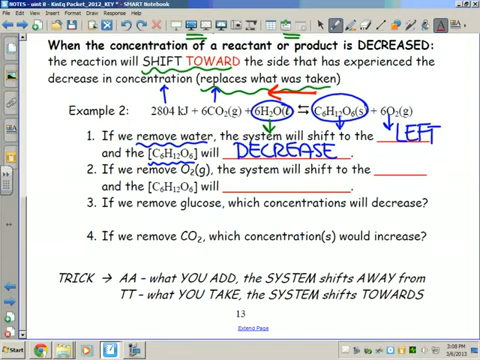 NOTES - unit 8 - KinEq Packet_2012_KEY *
File Edit View Insert Draw Format Help
When the concentration of a reactant or product is DECREASED:
the reaction will SHIFT TOWARD the side that has experienced the
decrease in concentration (replaces what was taken)
Example 2: 2804 kJ + 6CO₂(g) + 6H₂O(ℓ) ⇆ C₆H₁₂O₆(s) + 6O₂(g)
1. If we remove water, the system will shift to the LEFT
and the [C₆H₁₂O₆] will DECREASE.
2. If we remove O₂(g), the system will shift to the ________
and the [C₆H₁₂O₆] will ________.
3. If we remove glucose, which concentrations will decrease?
4. If we remove CO₂, which concentration(s) would increase?
TRICK → AA – what YOU ADD, the SYSTEM shifts AWAY from
TT – what YOU TAKE, the SYSTEM shifts TOWARDS
13
Extend Page
3:08 PM
3/6/2013